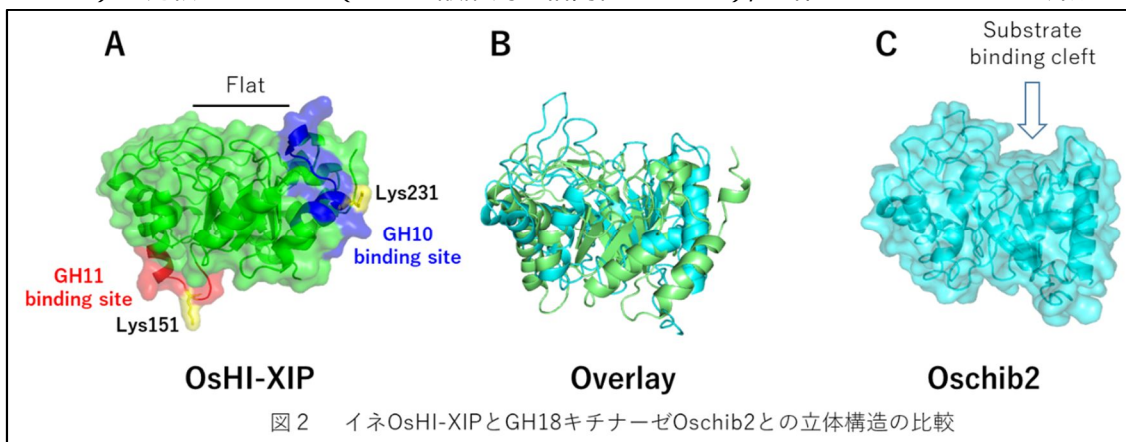 A
Flat
Lys231
GH10
binding site
GH11
binding site
Lys151
OsHI-XIP
B
Overlay
C
Substrate
binding cleft
Oschib2
図2 イネOsHI-XIPとGH18キチナーゼOschib2との立体構造の比較